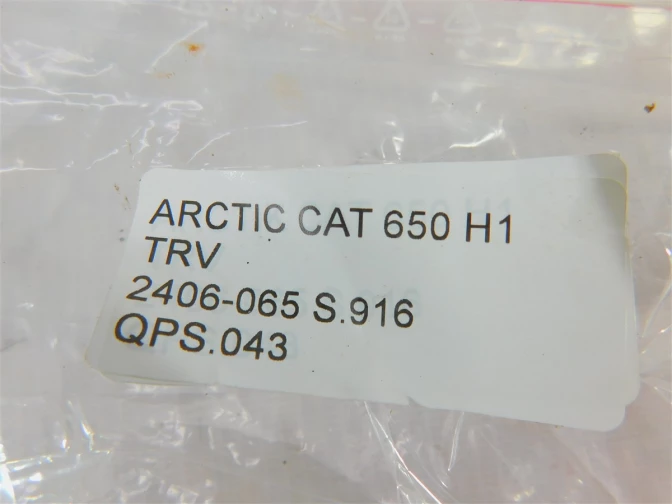 ARCTIC CAT 650 H1
TRV
2406-065 S.916
QPS.043